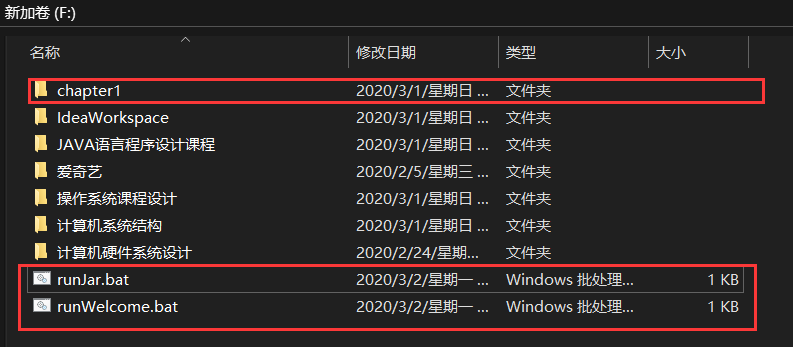 新加卷 (F:)
名称 修改日期 类型 大小
chapter1 2020/3/1/星期日 ... 文件夹
IdeaWorkspace 2020/3/1/星期日 ... 文件夹
JAVA语言程序设计课程 2020/3/1/星期日 ... 文件夹
爱奇艺 2020/2/5/星期三 ... 文件夹
操作系统课程设计 2020/3/1/星期日 ... 文件夹
计算机系统结构 2020/3/1/星期日 ... 文件夹
计算机硬件系统设计 2020/2/24/星期... 文件夹
runJar.bat 2020/3/2/星期一 ... Windows 批处理... 1 KB
runWelcome.bat 2020/3/2/星期一 ... Windows 批处理... 1 KB